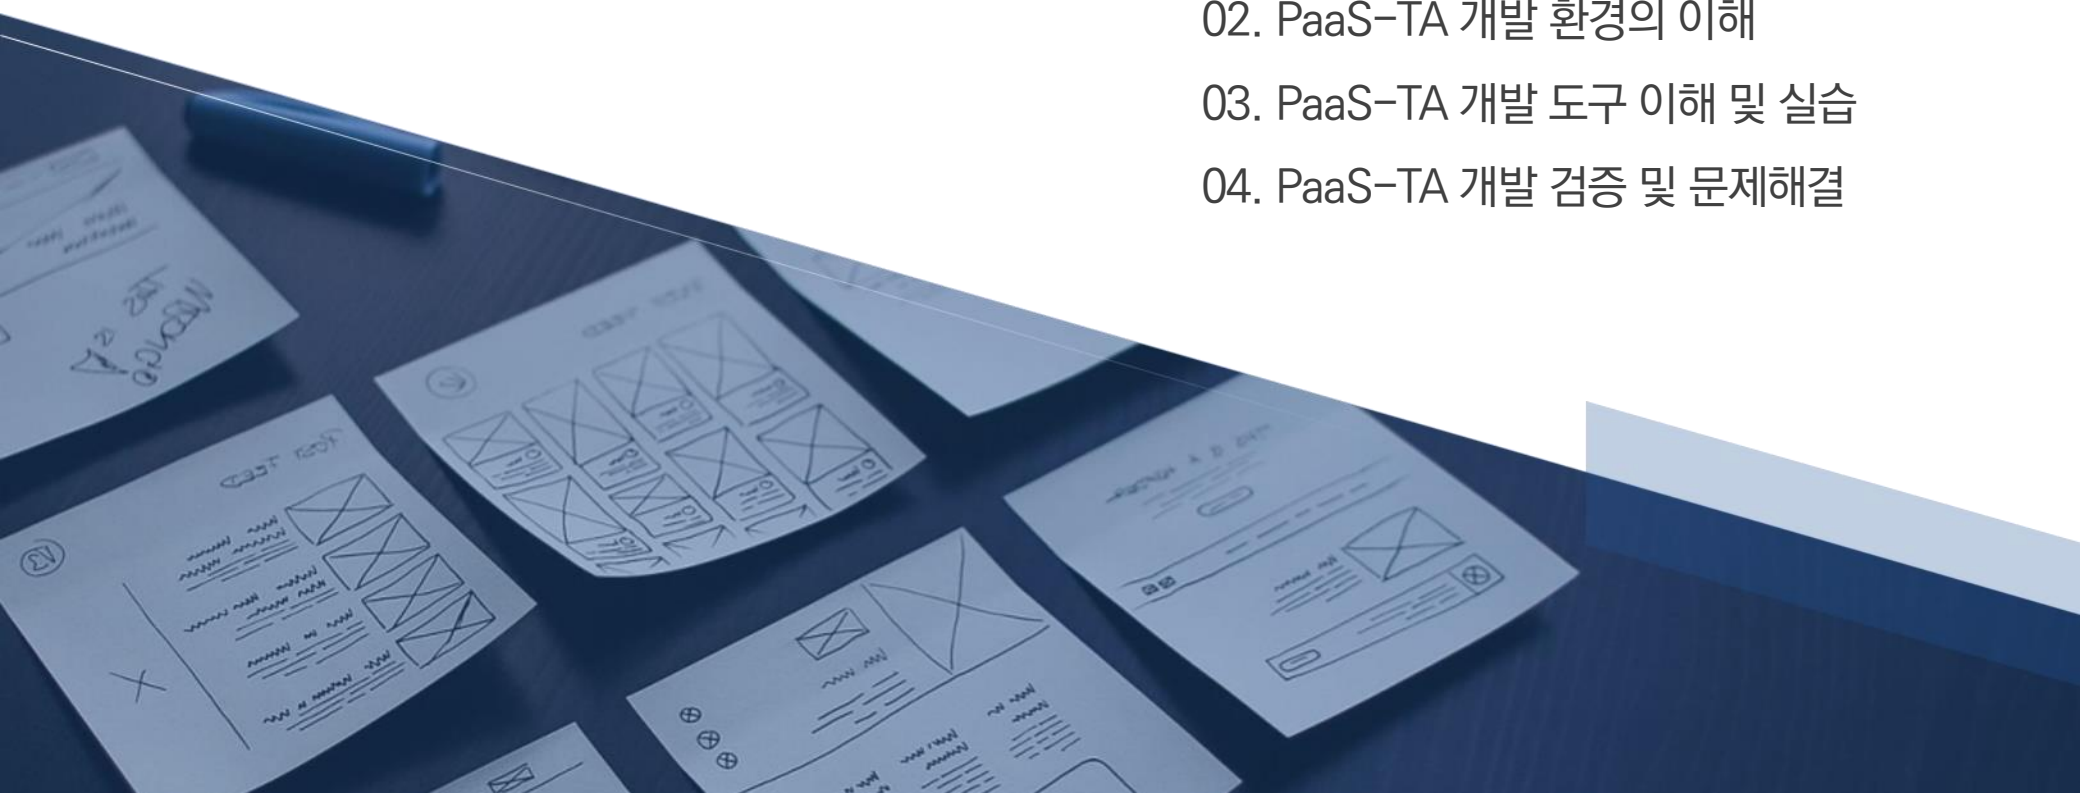 02. PaaS-TA 개발 환경의 이해
03. PaaS-TA 개발 도구 이해 및 실습
04. PaaS-TA 개발 검증 및 문제해결